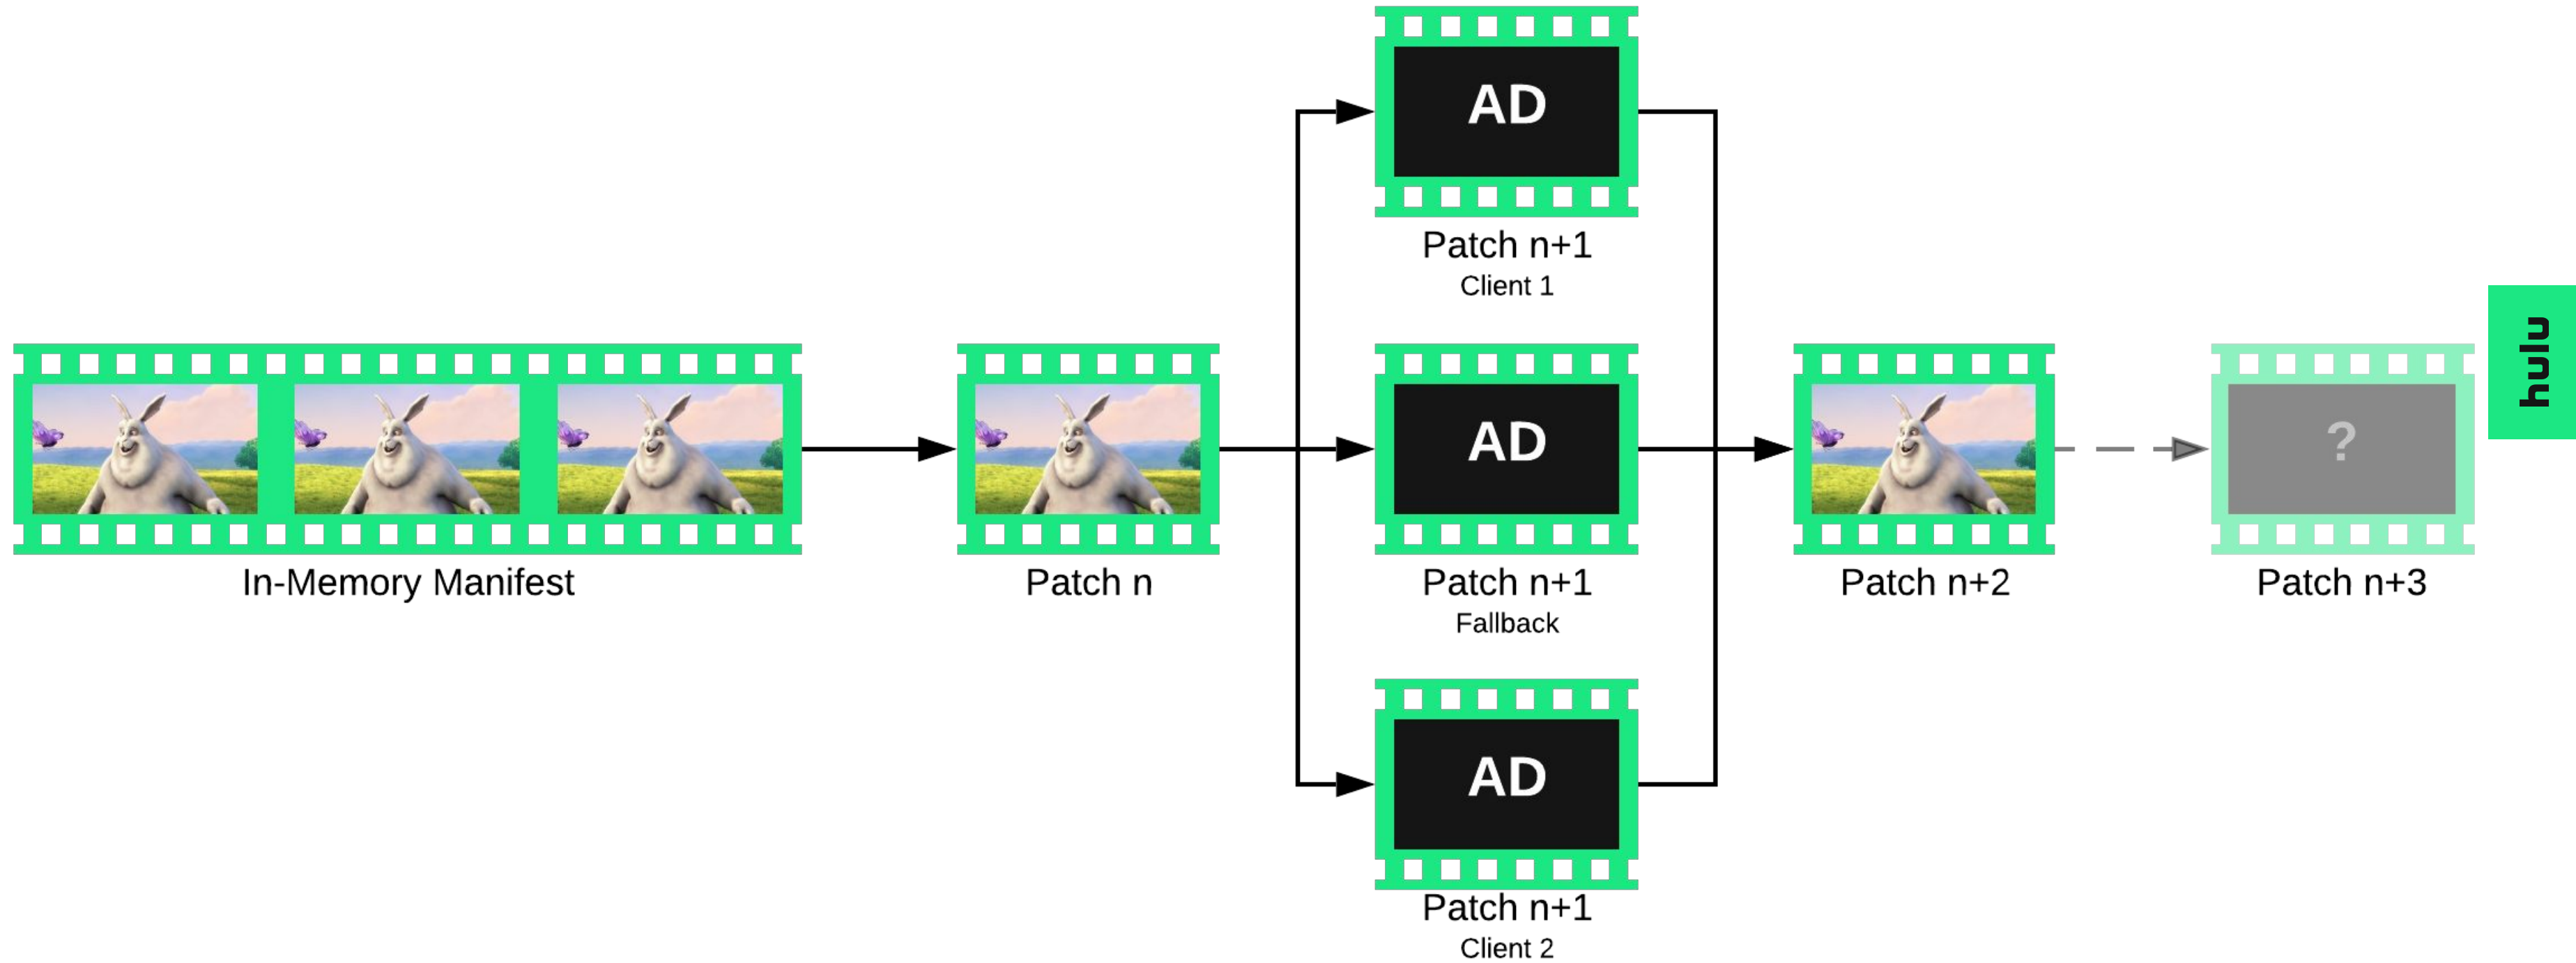 AD
Patch n+1
Client 1
In-Memory Manifest
Patch n
AD
Patch n+1
Fallback
Patch n+2
?
Patch n+3
hulu
AD
Patch n+1
Client 2